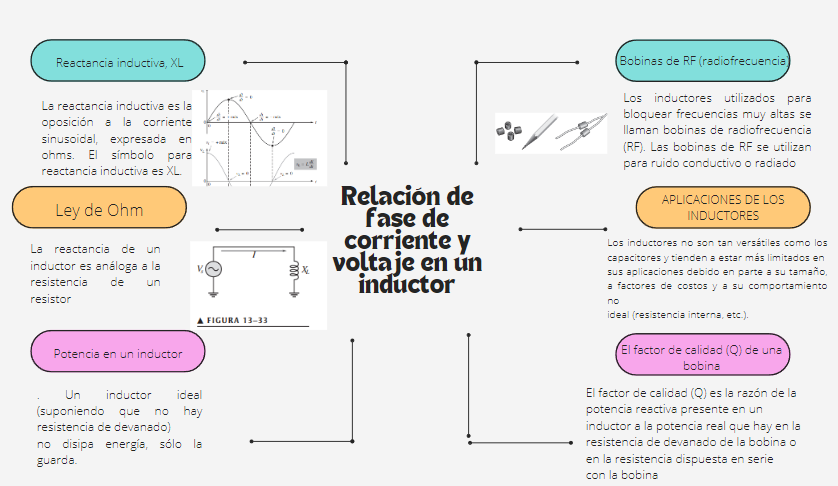 Reactancia inductiva, XL
La reactancia inductiva es la
oposición a la corriente
sinusoidal, expresada en
ohms. El símbolo para
reactancia inductiva es XL.
Ley de Ohm
La reactancia de un
inductor es análoga a la
resistencia de un
resistor
Vs
I
XL
▲ FIGURA 13–33
Potencia en un inductor
. Un inductor ideal
(suponiendo que no hay
resistencia de devanado)
no disipa energía, sólo la
guarda.
Relación de
fase de
corriente y
voltaje en un
inductor
Bobinas de RF (radiofrecuencia)
Los inductores utilizados para
bloquear frecuencias muy altas se
llaman bobinas de radiofrecuencia
(RF). Las bobinas de RF se utilizan
para ruido conductivo o radiado
APLICACIONES DE LOS
INDUCTORES
Los inductores no son tan versátiles como los
capacitores y tienden a estar más limitados en
sus aplicaciones debido en parte a su tamaño,
a factores de costos y a su comportamiento
no
ideal (resistencia interna, etc.).
El factor de calidad (Q) de una
bobina
El factor de calidad (Q) es la razón de la
potencia reactiva presente en un
inductor a la potencia real que hay en la
resistencia de devanado de la bobina o
en la resistencia dispuesta en serie
con la bobina